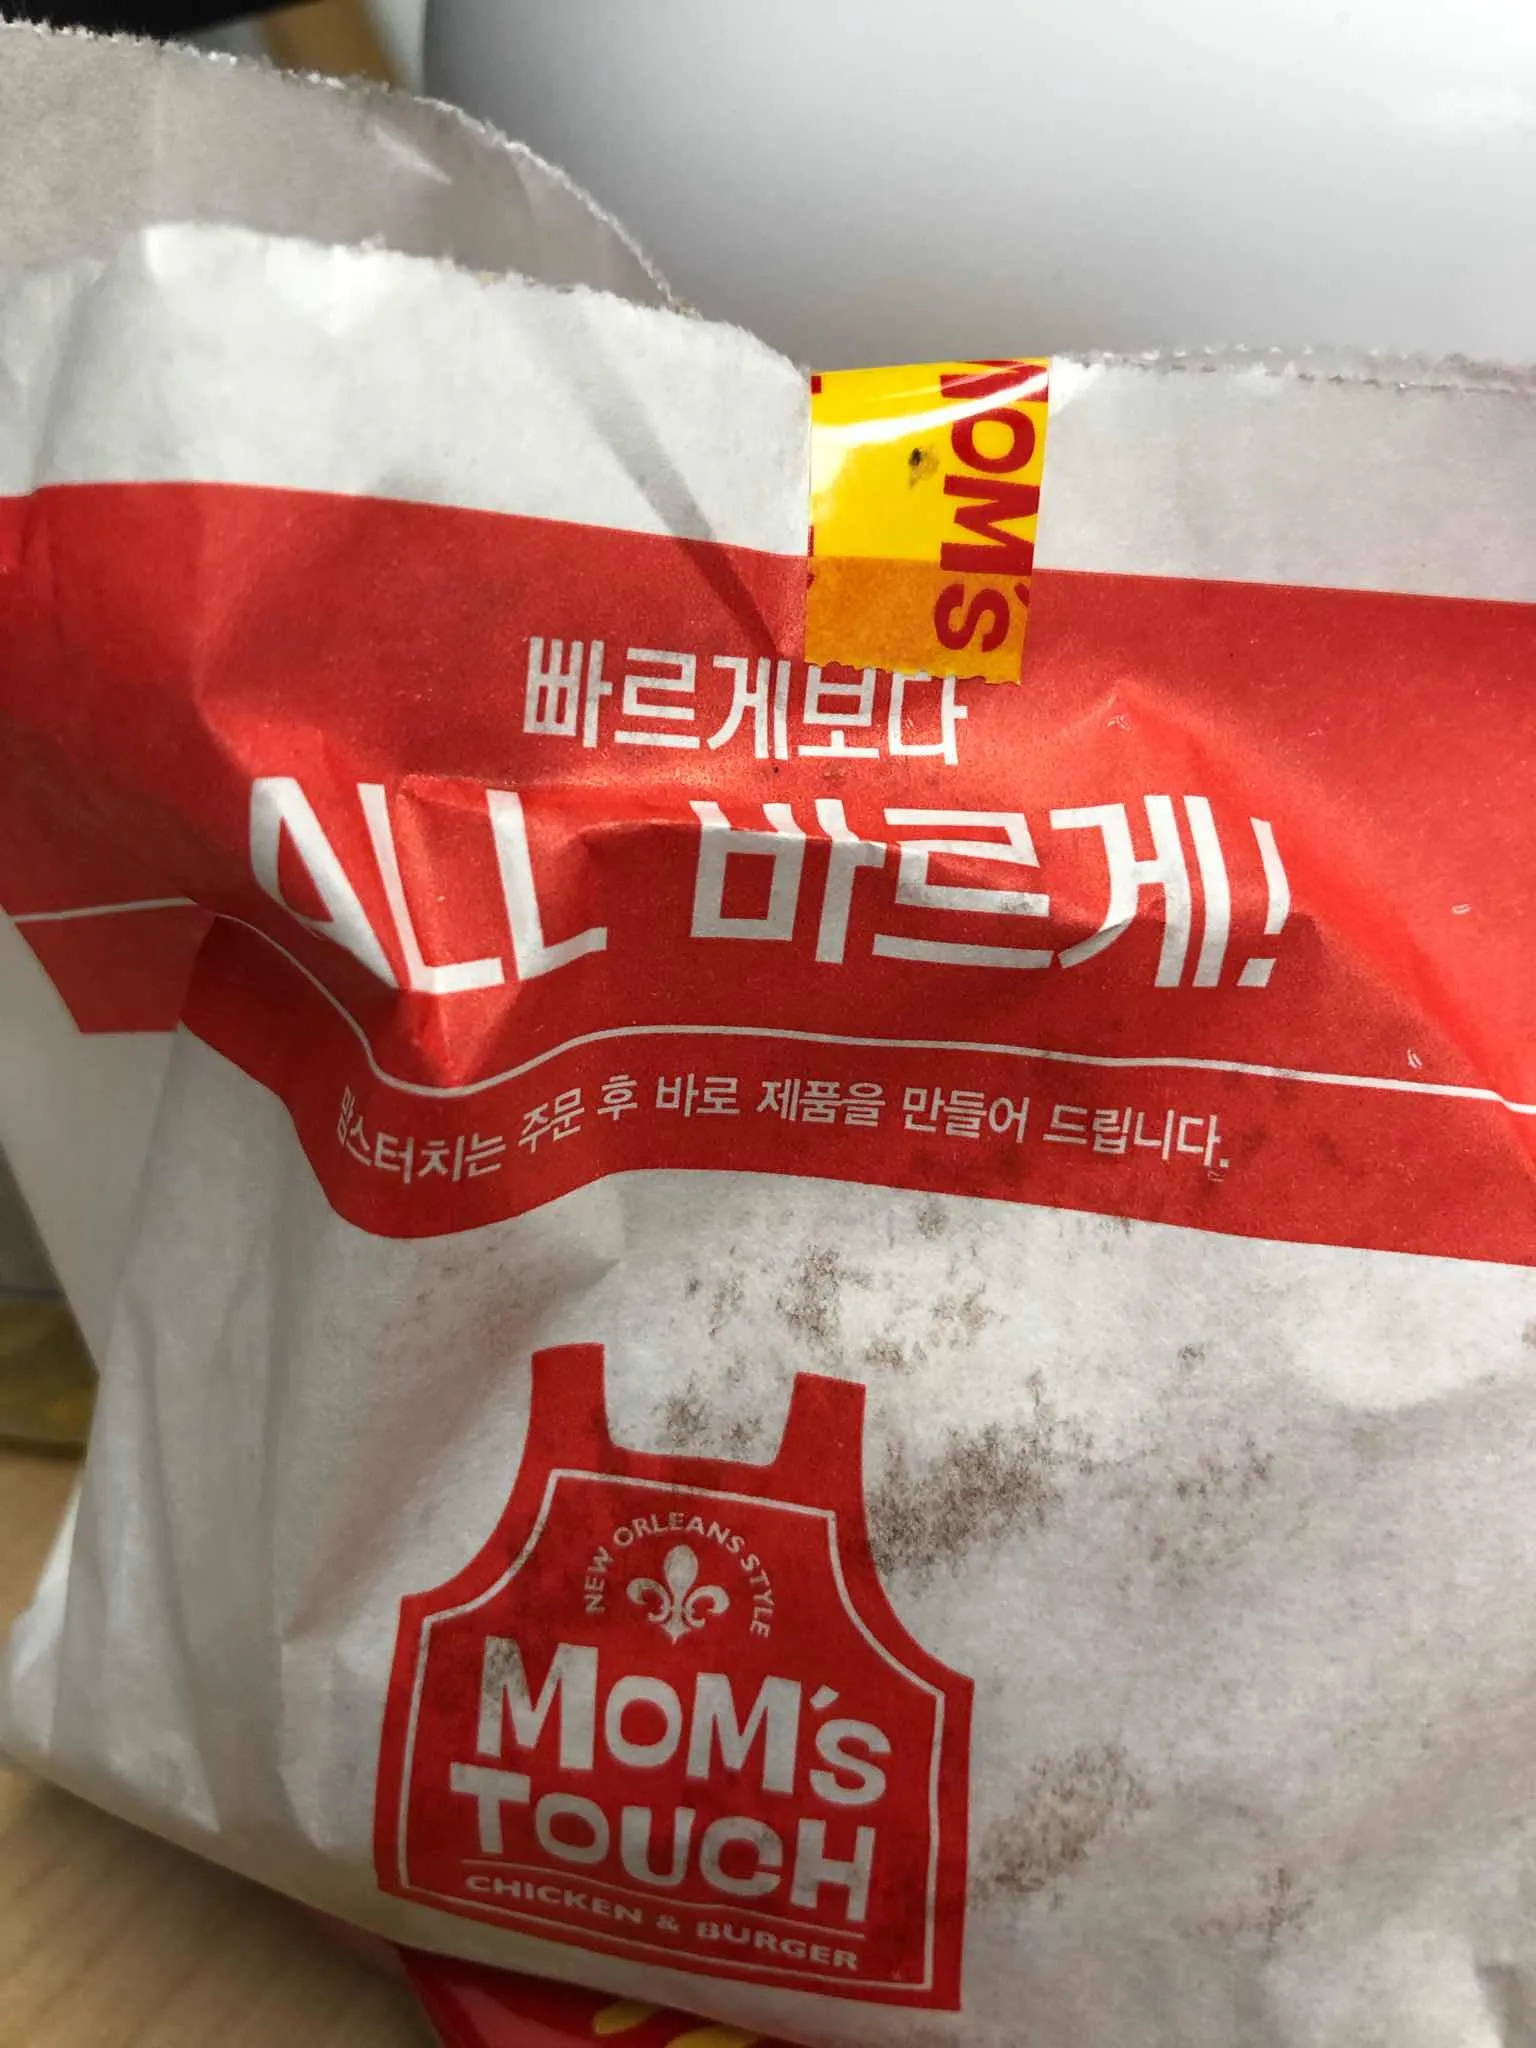 MOM'S
빠르게보다
ALL 바르게!
맘스터치는 주문 후 바로 제품을 만들어 드립니다.
NEW ORLEANS STYLE
MOM'S
TOUCH
CHICKEN & BURGER